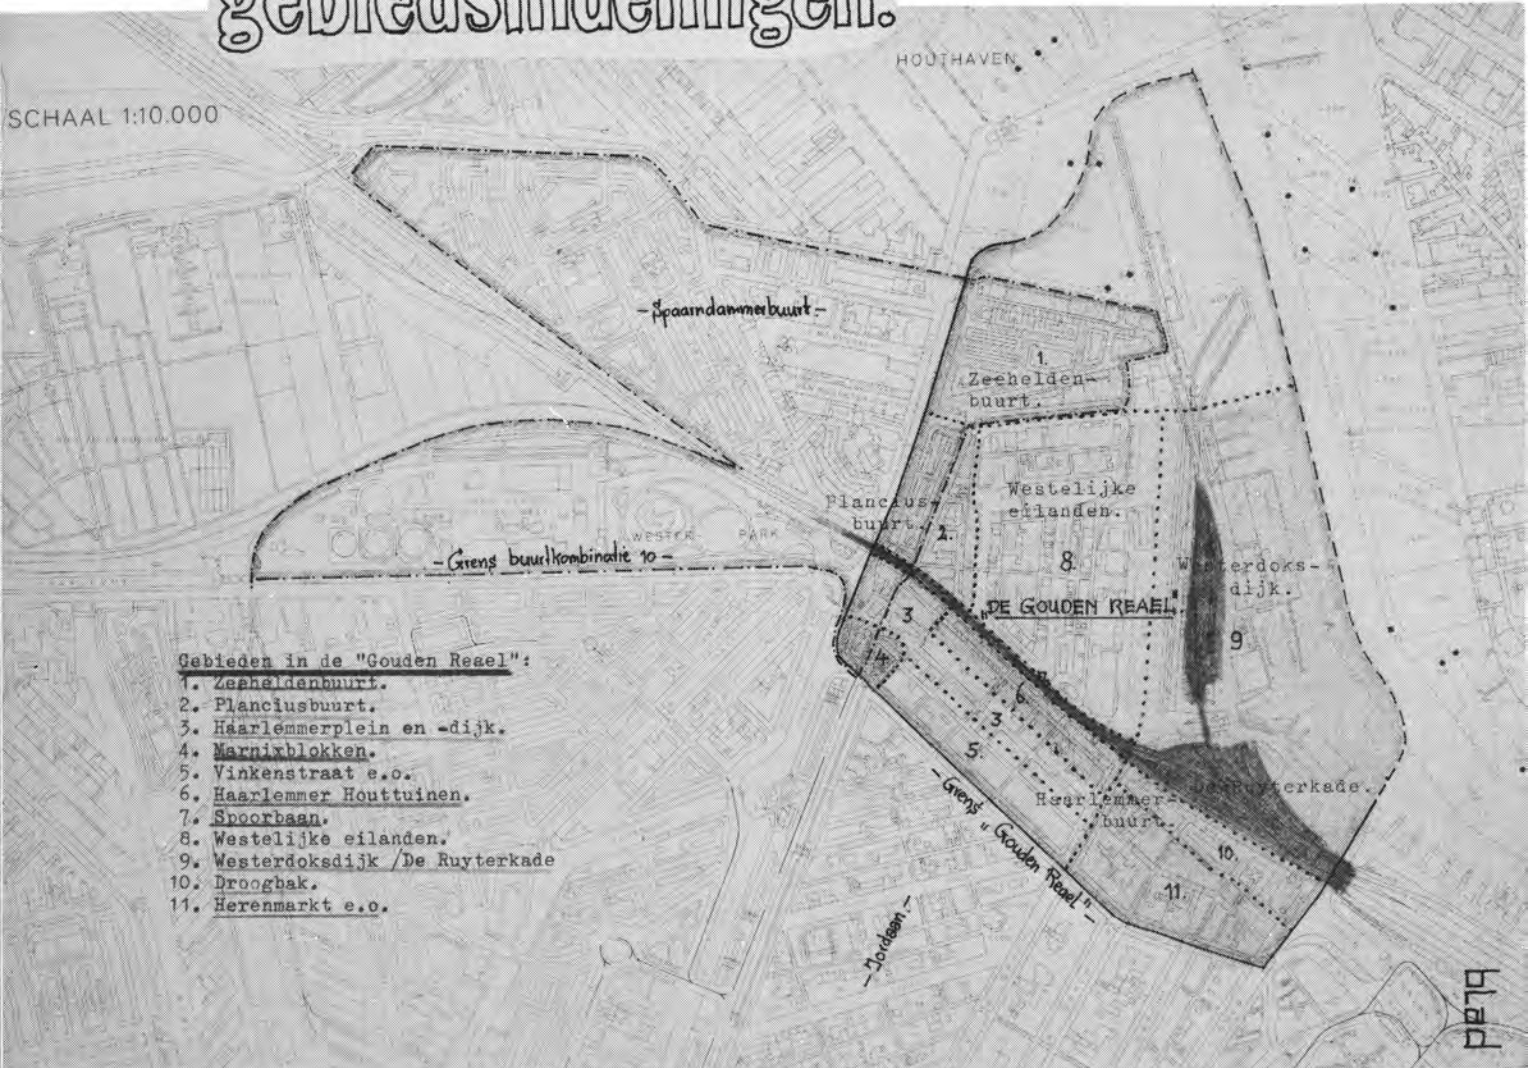 gebiedsindelingen.
HOUTHAVEN
SCHAAL 1:10.000
-Spaarndammerbuurt-
1.
Zeehelden-
buurt.
Plancius-
buurt.
2.
Westelijke
eilanden.
8.
WESTER PARK
-Grens buurtkombinatie 10-
Westerdoks-
dijk.
"DE GOUDEN REAEL"
3
9
4
7
6
3
5.
Gebieden in de "Gouden Reael":
1. Zeeheldenbuurt.
2. Planciusbuurt.
3. Haarlemmerplein en -dijk.
4. Marnixblokken.
5. Vinkenstraat e.o.
6. Haarlemmer Houttuinen.
7. Spoorbaan.
8. Westelijke eilanden.
9. Westerdoksdijk /De Ruyterkade
10. Droogbak.
11. Herenmarkt e.o.
De Ruyterkade.
Haarlemmer-
buurt.
-Grens "Gouden Reael"-
10.
11.
-Jordaan.-
blad